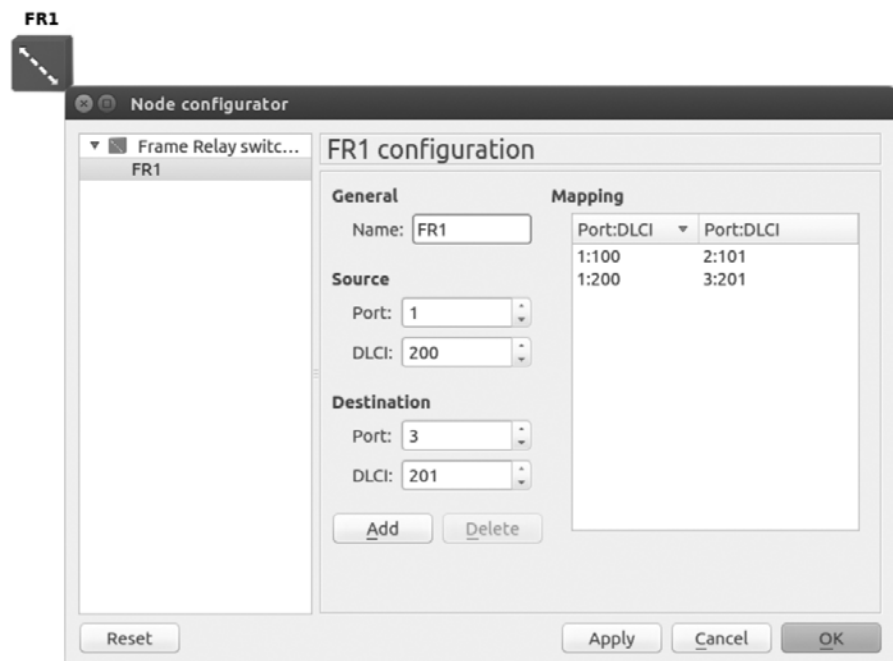 FR1
Node configurator
Frame Relay switc...
FR1
FR1 configuration
General
Name: FR1
Source
Port: 1
DLCI: 200
Destination
Port: 3
DLCI: 201
Add Delete
Mapping
Port:DLCI Port:DLCI
1:100 2:101
1:200 3:201
Reset Apply Cancel OK